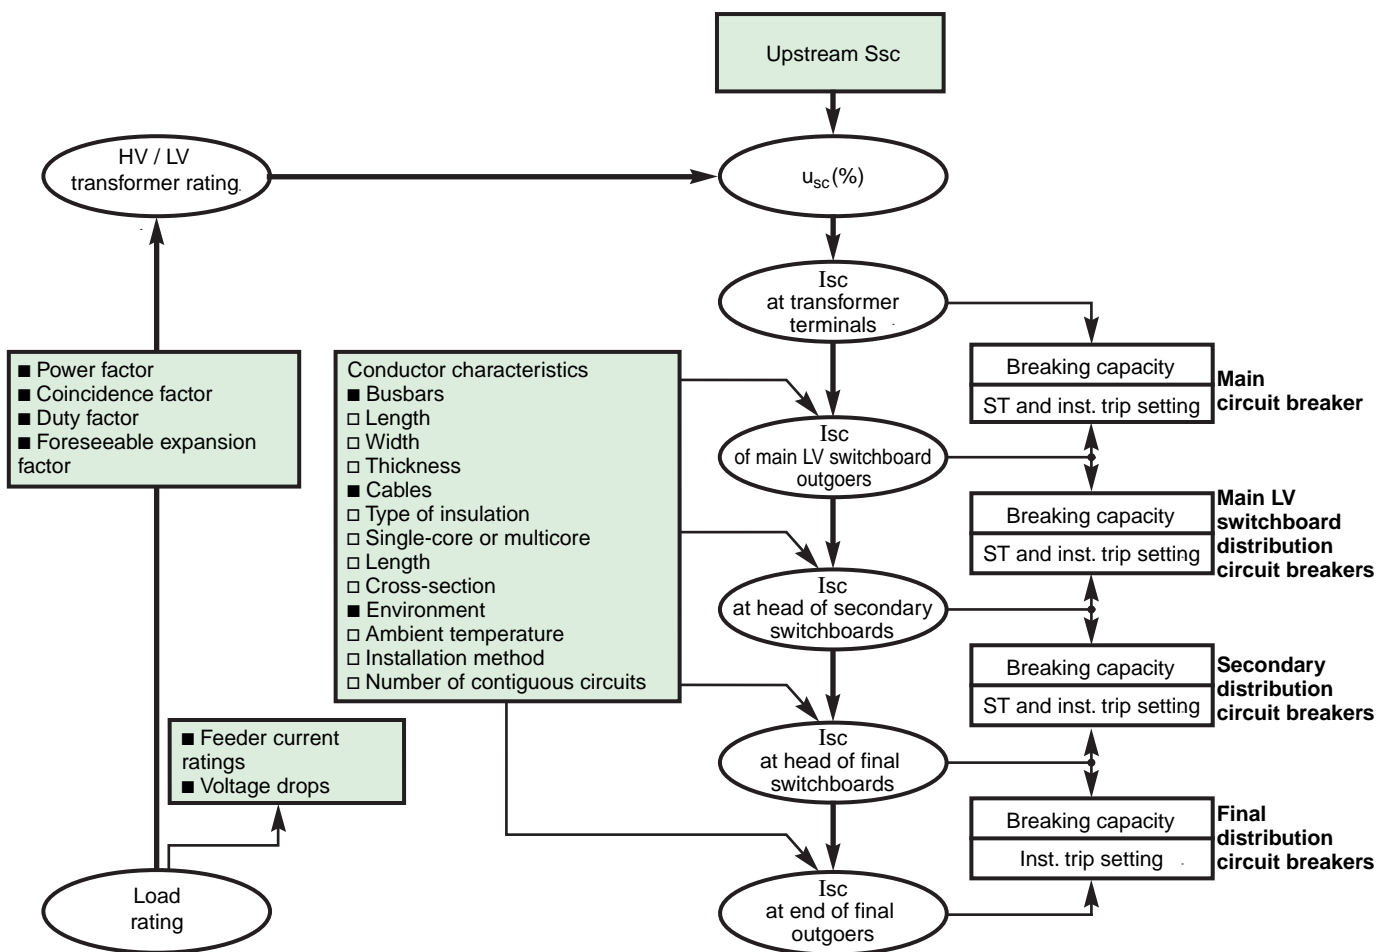 Upstream Ssc
HV / LV
transformer rating
usc(%)
Isc
at transformer
terminals
■ Power factor
■ Coincidence factor
■ Duty factor
■ Foreseeable expansion
factor
Conductor characteristics
■ Busbars
□ Length
□ Width
□ Thickness
■ Cables
□ Type of insulation
□ Single-core or multicore
□ Length
□ Cross-section
■ Environment
□ Ambient temperature
□ Installation method
□ Number of contiguous circuits
Breaking capacity
ST and inst. trip setting
Main
circuit breaker
Isc
of main LV switchboard
outgoers
Breaking capacity
ST and inst. trip setting
Main LV
switchboard
distribution
circuit breakers
Isc
at head of secondary
switchboards
Breaking capacity
ST and inst. trip setting
Secondary
distribution
circuit breakers
■ Feeder current
ratings
■ Voltage drops
Isc
at head of final
switchboards
Breaking capacity
Inst. trip setting
Final
distribution
circuit breakers
Load
rating
Isc
at end of final
outgoers